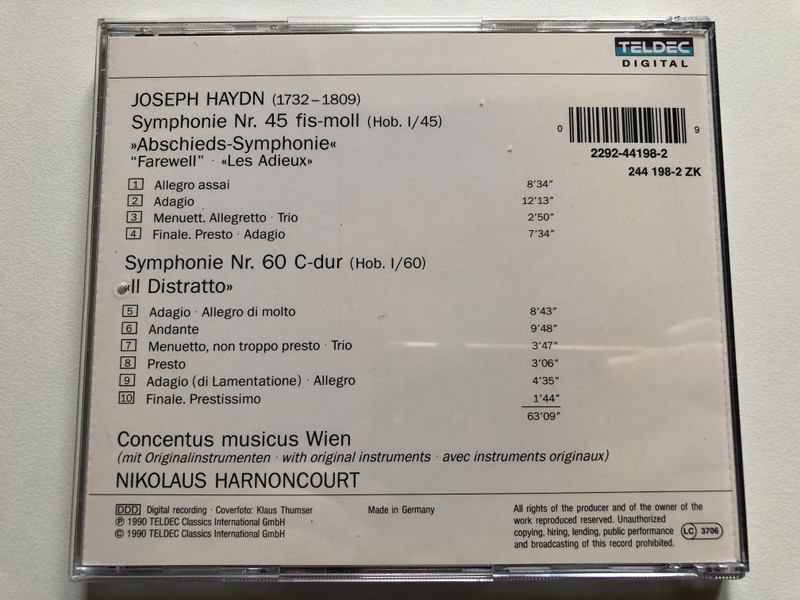 TELDEC
DIGITAL
JOSEPH HAYDN (1732–1809)
Symphonie Nr. 45 fis-moll (Hob. I/45)
»Abschieds-Symphonie«
“Farewell” · «Les Adieux»
1 Allegro assai 8’34”
2 Adagio 12’13”
3 Menuett. Allegretto · Trio 2’50”
4 Finale. Presto · Adagio 7’34”
0 9
2292-44198-2
244 198-2 ZK
Symphonie Nr. 60 C-dur (Hob. I/60)
«Il Distratto»
5 Adagio · Allegro di molto 8’43”
6 Andante 9’48”
7 Menuetto, non troppo presto · Trio 3’47”
8 Presto 3’06”
9 Adagio (di Lamentatione) · Allegro 4’35”
10 Finale. Prestissimo 1’44”
63’09”
Concentus musicus Wien
(mit Originalinstrumenten · with original instruments · avec instruments originaux)
NIKOLAUS HARNONCOURT
DDD Digital recording · Coverfoto: Klaus Thumser
℗ 1990 TELDEC Classics International GmbH
© 1990 TELDEC Classics International GmbH
Made in Germany
All rights of the producer and of the owner of the
work reproduced reserved. Unauthorized
copying, hiring, lending, public performance
and broadcasting of this record prohibited.
LC 3706